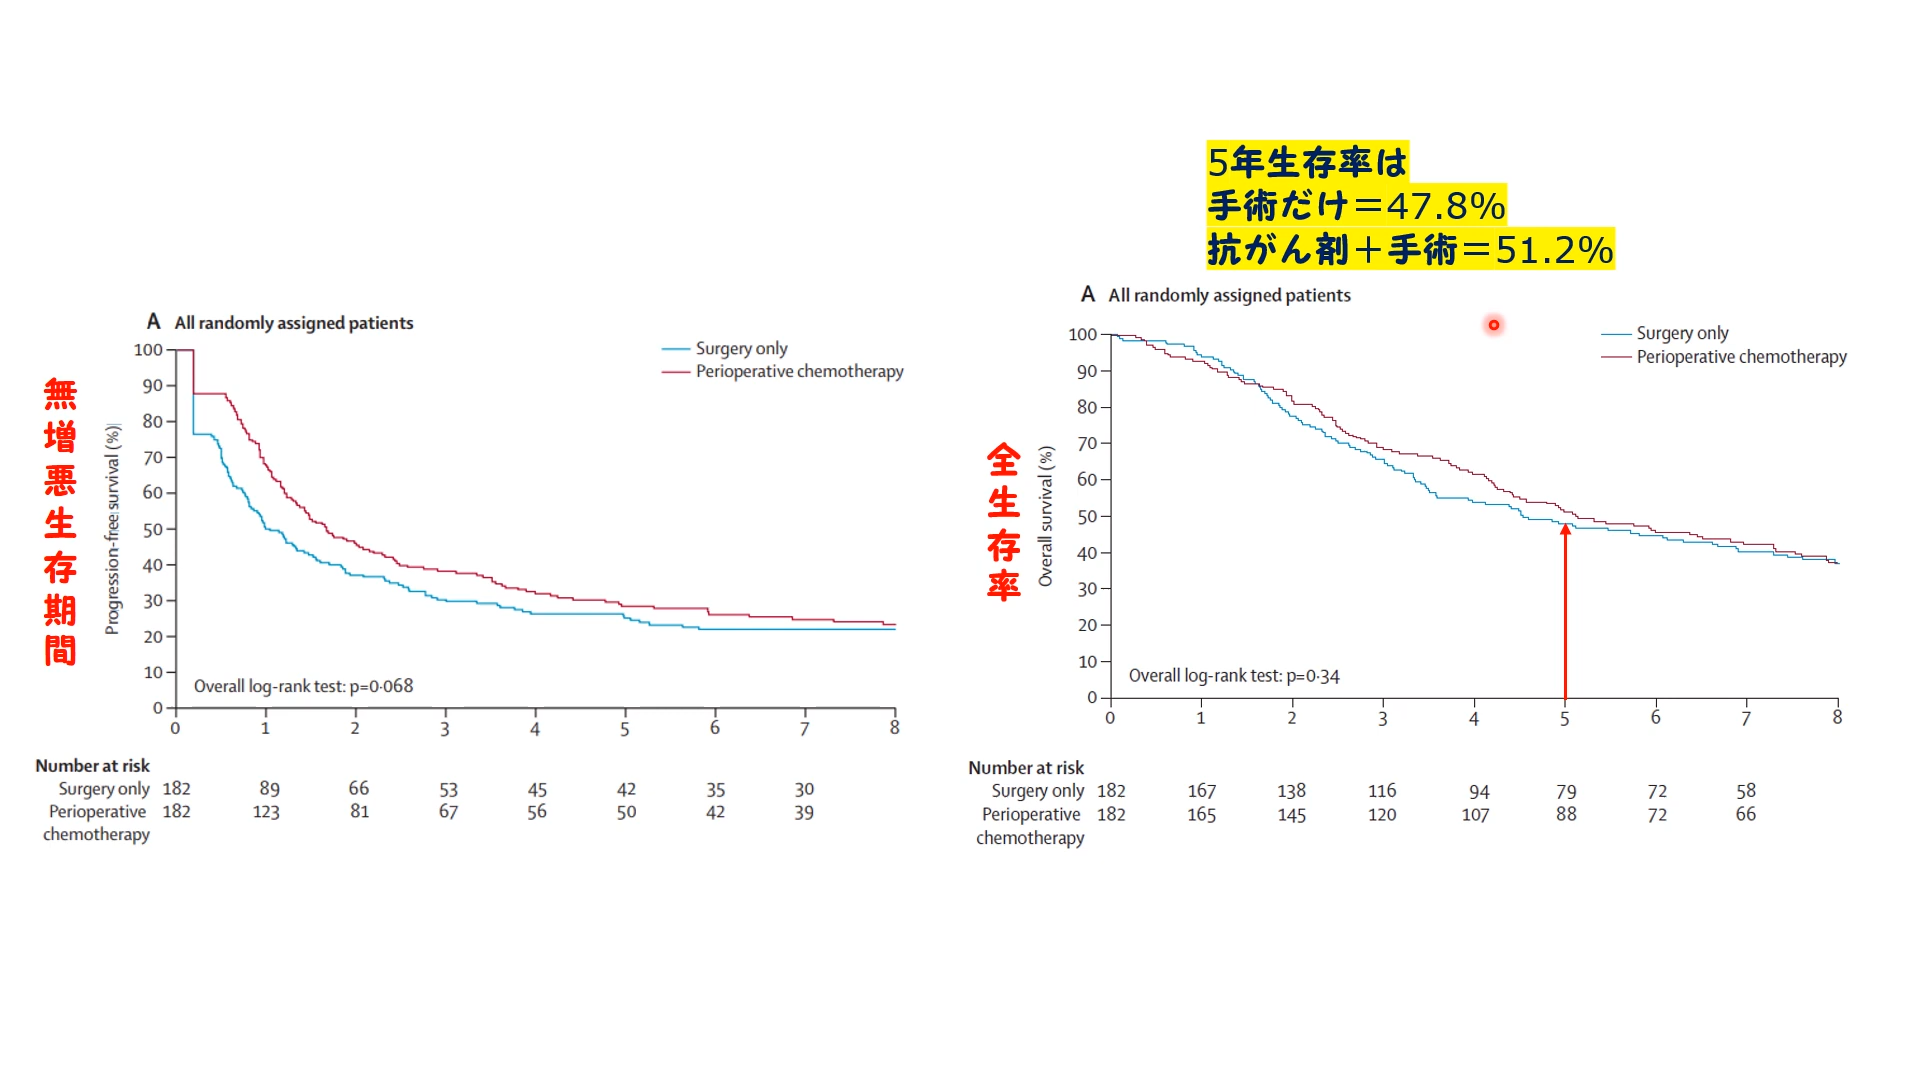 5年生存率は
手術だけ＝47.8%
抗がん剤＋手術＝51.2%
無増悪生存期間
A All randomly assigned patients
Surgery only
Perioperative chemotherapy
Progression-free survival (%)
100
90
80
70
60
50
40
30
20
10
0
Overall log-rank test: p=0·068
0 1 2 3 4 5 6 7 8
Number at risk
Surgery only 182 89 66 53 45 42 35 30
Perioperative 182 123 81 67 56 50 42 39
chemotherapy
全生存率
A All randomly assigned patients
Surgery only
Perioperative chemotherapy
Overall survival (%)
100
90
80
70
60
50
40
30
20
10
0
Overall log-rank test: p=0·34
0 1 2 3 4 5 6 7 8
Number at risk
Surgery only 182 167 138 116 94 79 72 58
Perioperative 182 165 145 120 107 88 72 66
chemotherapy